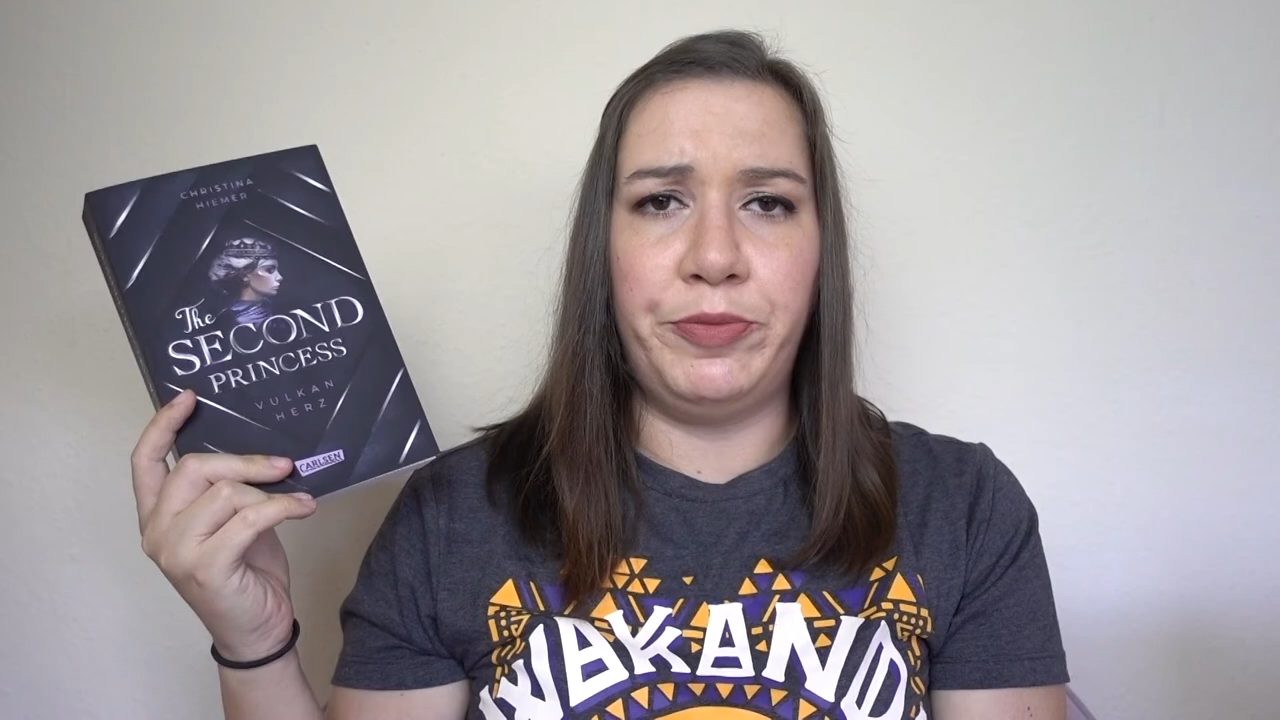 CHRISTINA
HIEMER
The
SECOND
PRINCESS
VULKAN
HERZ
CARLSEN
WAKAND